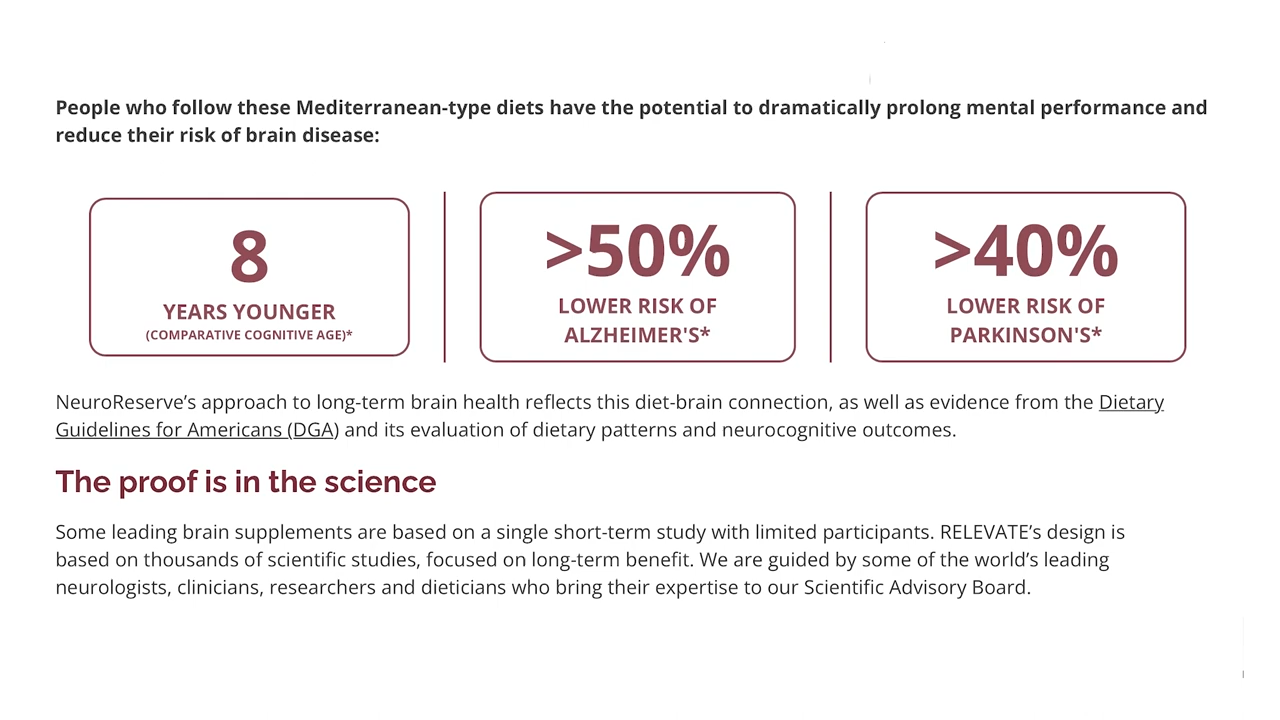 People who follow these Mediterranean-type diets have the potential to dramatically prolong mental performance and
reduce their risk of brain disease:
8
YEARS YOUNGER
(COMPARATIVE COGNITIVE AGE)*
>50%
LOWER RISK OF
ALZHEIMER'S*
>40%
LOWER RISK OF
PARKINSON'S*
NeuroReserve’s approach to long-term brain health reflects this diet-brain connection, as well as evidence from the Dietary
Guidelines for Americans (DGA) and its evaluation of dietary patterns and neurocognitive outcomes.
The proof is in the science
Some leading brain supplements are based on a single short-term study with limited participants. RELEVATE’s design is
based on thousands of scientific studies, focused on long-term benefit. We are guided by some of the world’s leading
neurologists, clinicians, researchers and dieticians who bring their expertise to our Scientific Advisory Board.